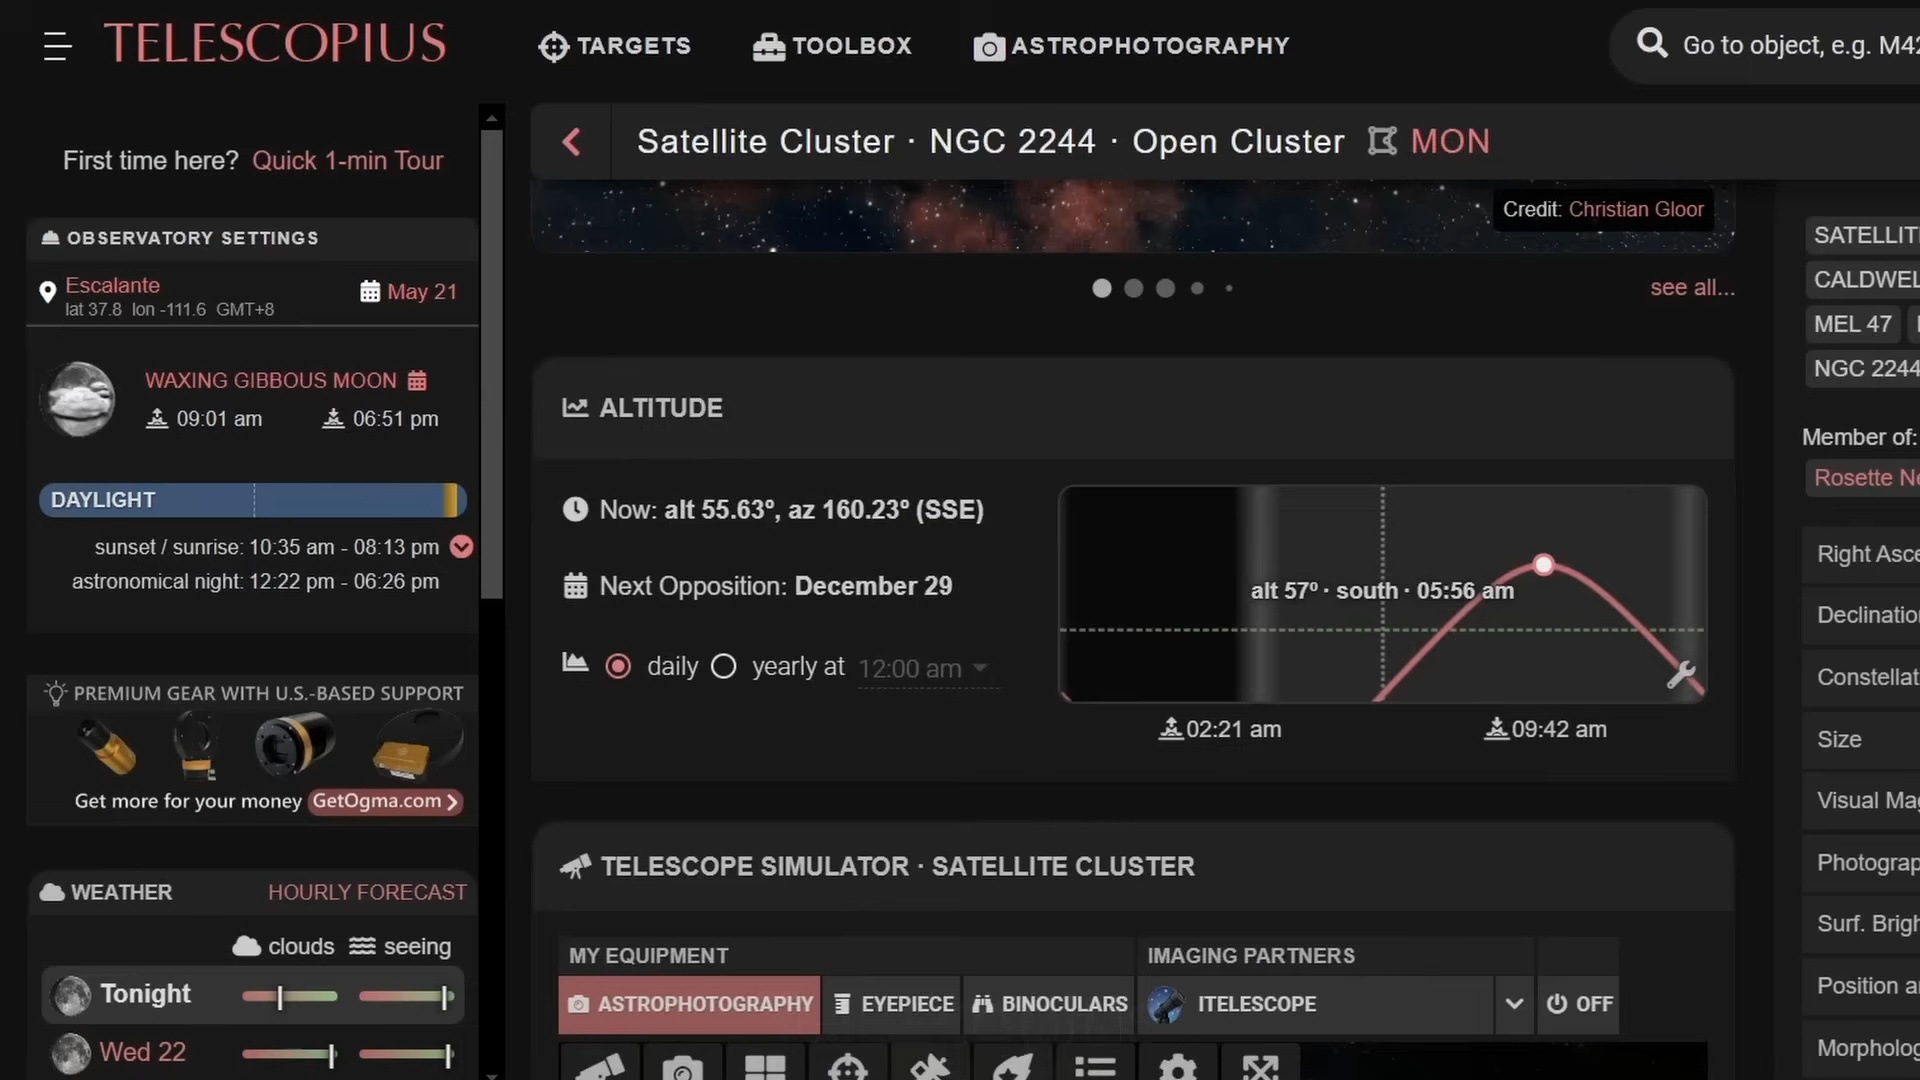 TELESCOPIUS
TARGETS
TOOLBOX
ASTROPHOTOGRAPHY
Go to object, e.g. M42
First time here? Quick 1-min Tour
OBSERVATORY SETTINGS
Escalante
May 21
lat 37.8 lon -111.6 GMT+8
WAXING GIBBOUS MOON
09:01 am
06:51 pm
DAYLIGHT
sunset / sunrise: 10:35 am - 08:13 pm
astronomical night: 12:22 pm - 06:26 pm
PREMIUM GEAR WITH U.S.-BASED SUPPORT
Get more for your money GetOgma.com
WEATHER
HOURLY FORECAST
clouds
seeing
Tonight
Wed 22
Satellite Cluster · NGC 2244 · Open Cluster MON
Credit: Christian Gloor
see all...
ALTITUDE
Now: alt 55.63º, az 160.23º (SSE)
Next Opposition: December 29
daily
yearly at
12:00 am
alt 57º · south · 05:56 am
02:21 am
09:42 am
TELESCOPE SIMULATOR · SATELLITE CLUSTER
MY EQUIPMENT
IMAGING PARTNERS
ASTROPHOTOGRAPHY
EYEPIECE
BINOCULARS
ITELESCOPE
OFF
SATELLIT
CALDWEL
MEL 47
NGC 2244
Member of:
Rosette Ne
Right Asce
Declination
Constellat
Size
Visual Mag
Photograp
Surf. Brigh
Position a
Morpholog